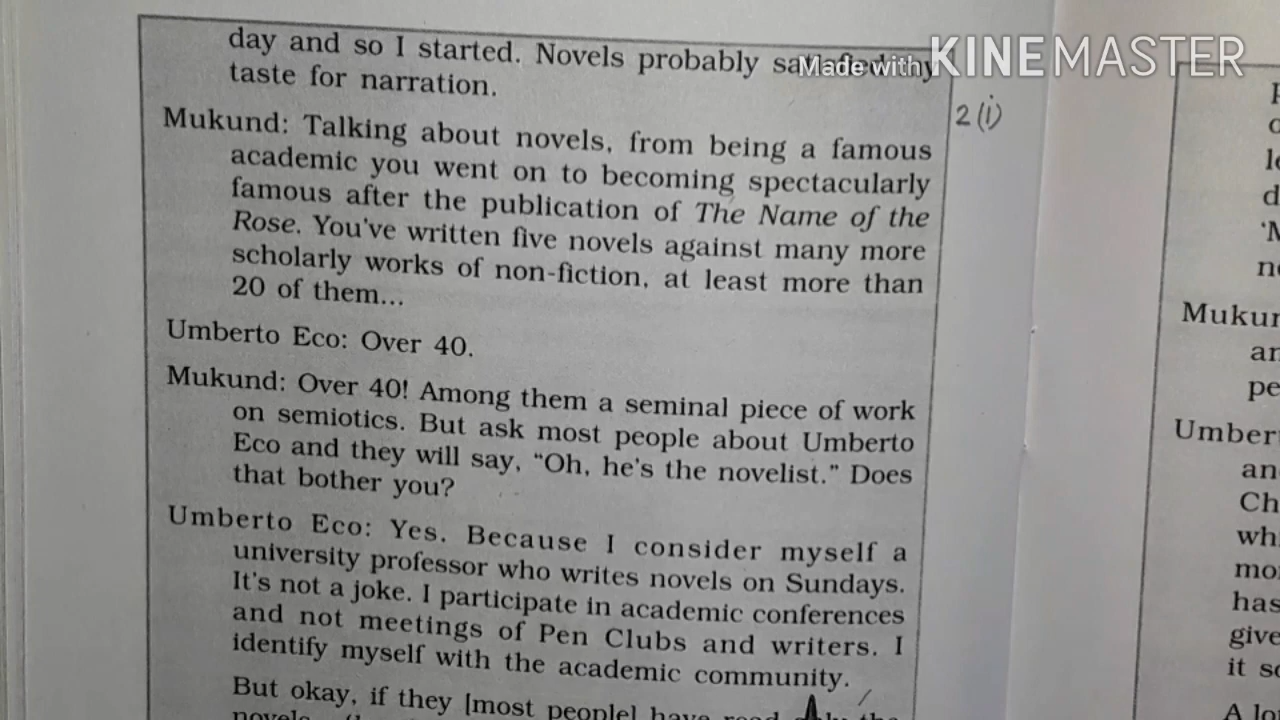 day and so I started. Novels probably
Made with KINEMASTER
taste for narration.
2(i)
Mukund: Talking about novels, from being a famous
academic you went on to becoming spectacularly
famous after the publication of The Name of the
Rose. You've written five novels against many more
scholarly works of non-fiction, at least more than
20 of them...
Umberto Eco: Over 40.
Mukund: Over 40! Among them a seminal piece of work
on semiotics. But ask most people about Umberto
Eco and they will say, “Oh, he's the novelist.” Does
that bother you?
Umberto Eco: Yes. Because I consider myself a
university professor who writes novels on Sundays.
It's not a joke. I participate in academic conferences
and not meetings of Pen Clubs and writers. I
identify myself with the academic community.
But okay, if they [most people] have read the